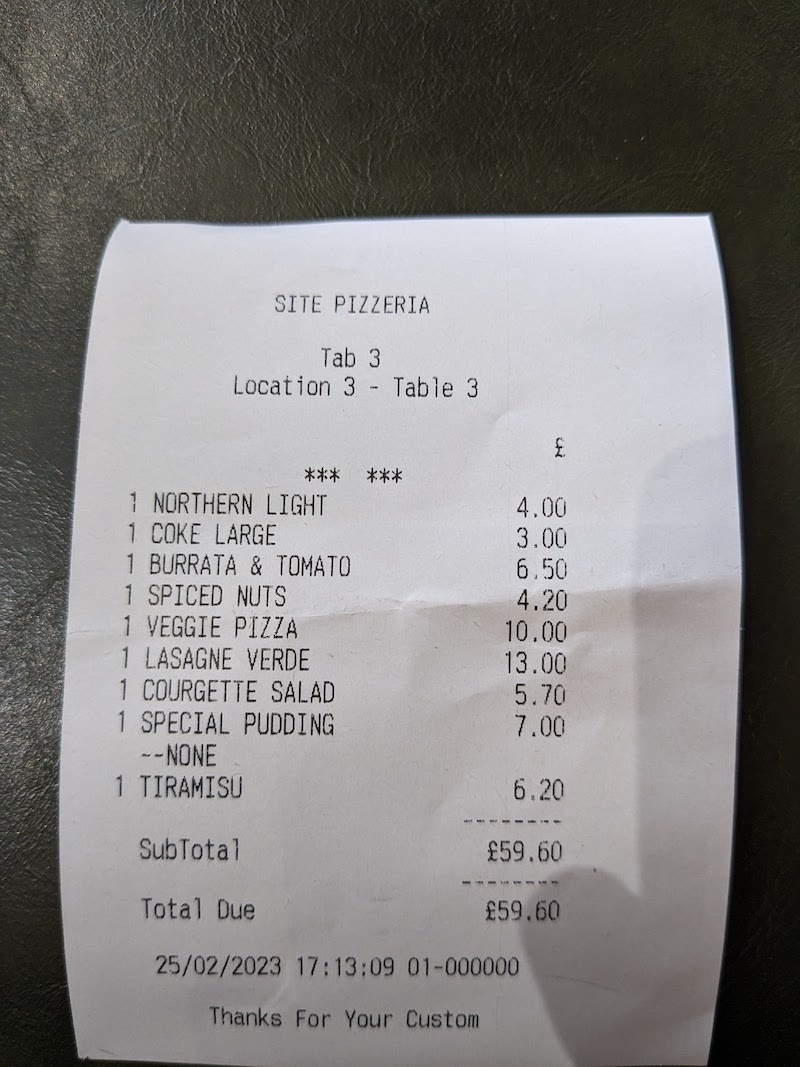 SITE PIZZERIA
Tab 3
Location 3 - Table 3
£
*** ***
1 NORTHERN LIGHT 4.00
1 COKE LARGE 3.00
1 BURRATA & TOMATO 6.50
1 SPICED NUTS 4.20
1 VEGGIE PIZZA 10.00
1 LASAGNE VERDE 13.00
1 COURGETTE SALAD 5.70
1 SPECIAL PUDDING 7.00
--NONE
1 TIRAMISU 6.20
--------
SubTotal £59.60
--------
Total Due £59.60
25/02/2023 17:13:09 01-000000
Thanks For Your Custom